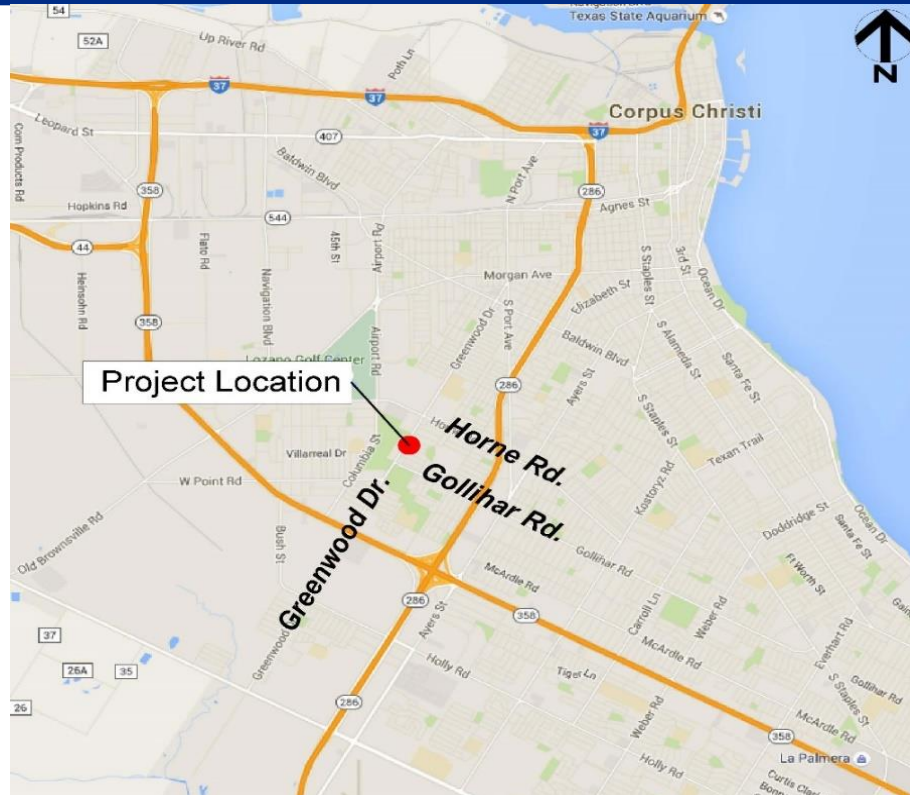 54
Texas State Aquarium
52A
Up River Rd
Poth Ln
N
37
37
Corpus Christi
Leopard St
407
37
Corn Products Rd
Baldwin Blvd
N Port Ave
358
286
Hopkins Rd
544
Agnes St
44
Flato Rd
45th St
Airport Rd
S Staples St
3rd St
Ocean Dr
Heinsohn Rd
Navigation Blvd
Morgan Ave
358
Elizabeth St
S Port Ave
Greenwood Dr
Airport Rd
Baldwin Blvd
S Alameda St
Santa Fe St
Lozano Golf Center
286
Ayers St
Project Location
S Staples St
Horne Rd.
Columbia St
Villarreal Dr
Texan Trail
Gollihar Rd.
W Point Rd
Kostoryz Rd
Greenwood Dr.
Doddridge St
Ocean Dr
Santa Fe St
Old Brownsville Rd
Bush St
Gollihar Rd
McArdle Rd
Ft Worth St
286
358
Carroll Ln
Weber Rd
Ayers St
37
McArdle Rd
Everhart Rd
26A
35
Greenwood
Holly Rd
Tiger Ln
Gollihar Rd
26
286
S Staples St
Weber Rd
McArdle Rd
358
Holly Rd
La Palmera